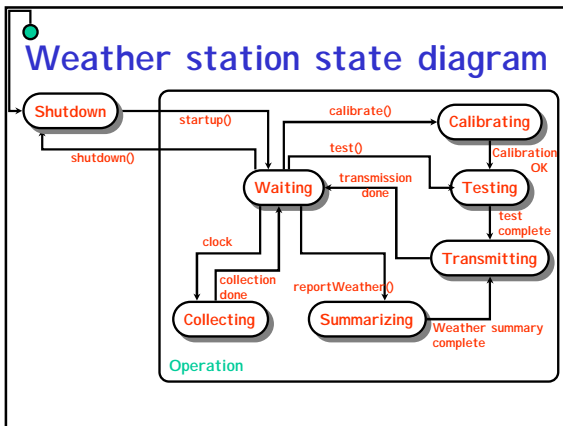 Weather station state diagram
Shutdown
startup()
shutdown()
calibrate()
Calibrating
Calibration
OK
test()
Waiting
transmission
done
Testing
test
complete
clock
Transmitting
collection
done
reportWeather()
Collecting
Summarizing
Weather summary
complete
Operation